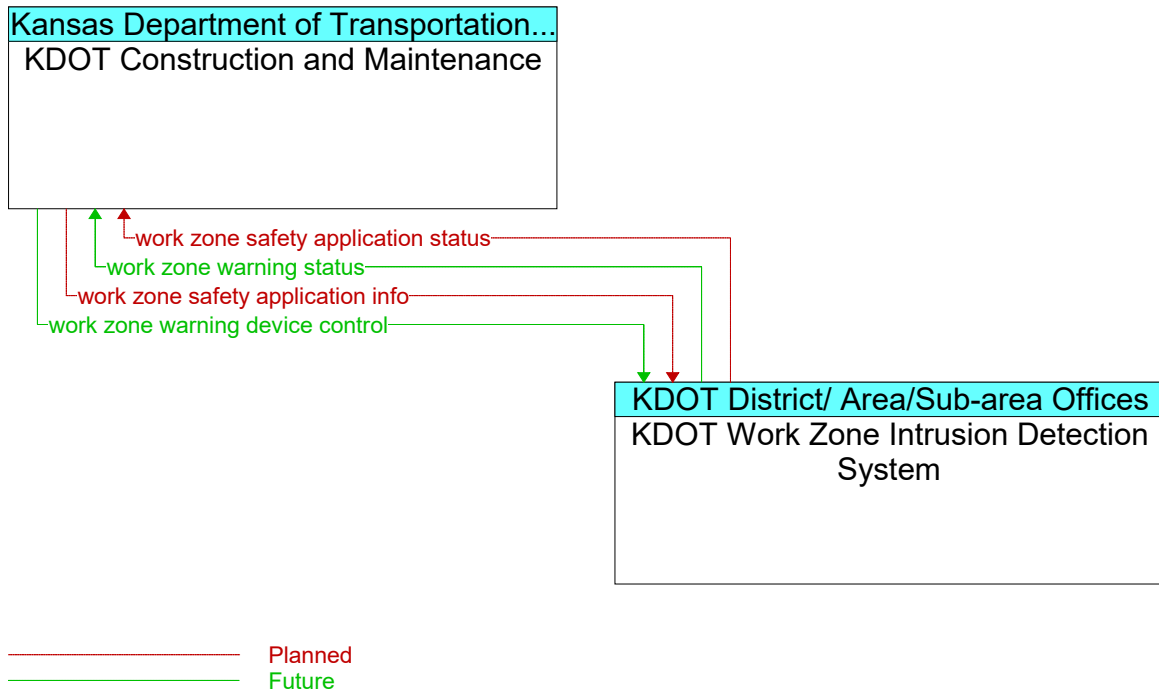 Kansas Department of Transportation...
KDOT Construction and Maintenance
work zone safety application status
work zone warning status
work zone safety application info
work zone warning device control
KDOT District/ Area/Sub-area Offices
KDOT Work Zone Intrusion Detection
System
Planned
Future